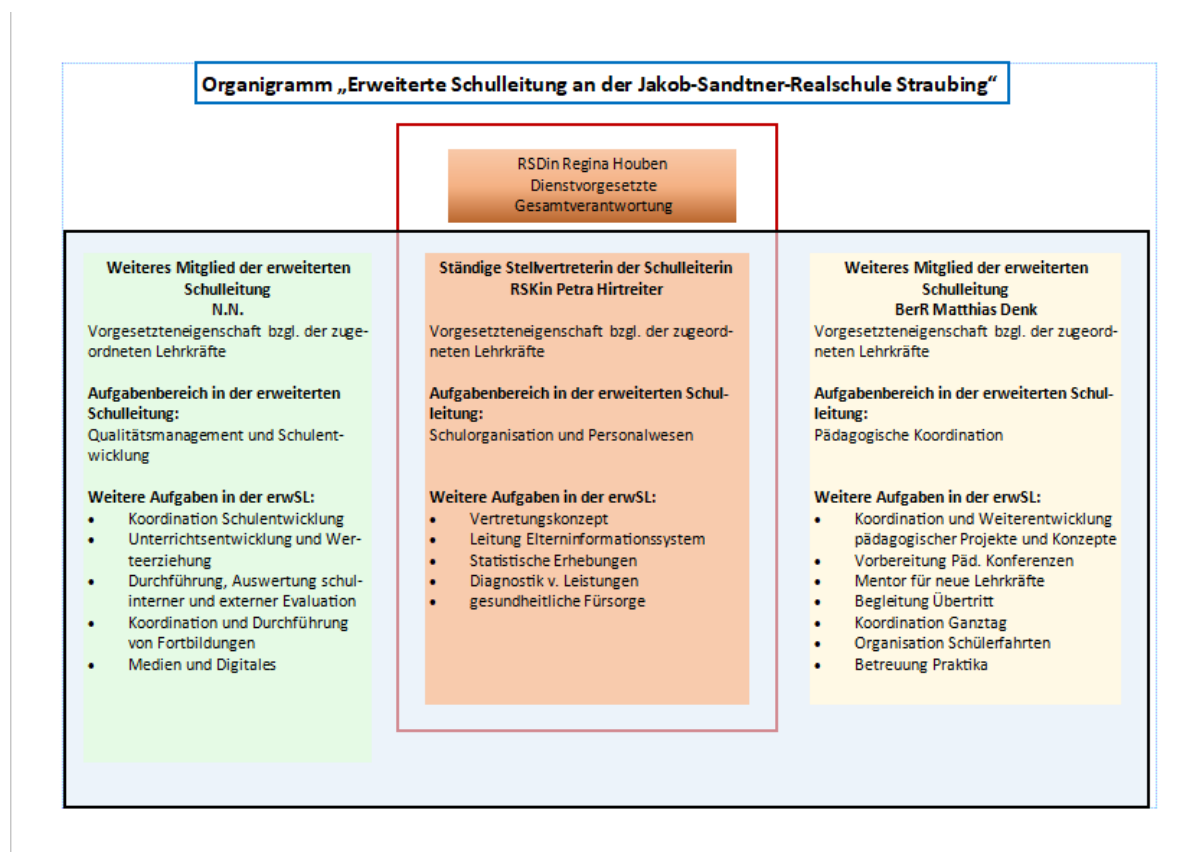 Organigramm „Erweiterte Schulleitung an der Jakob-Sandtner-Realschule Straubing“
RSDin Regina Houben
Dienstvorgesetzte
Gesamtverantwortung
Weiteres Mitglied der erweiterten
Schulleitung
N.N.
Vorgesetzteneigenschaft bzgl. der zuge-
ordneten Lehrkräfte
Aufgabenbereich in der erweiterten
Schulleitung:
Qualitätsmanagement und Schulent-
wicklung
Weitere Aufgaben in der erwSL:
• Koordination Schulentwicklung
• Unterrichtsentwicklung und Wer-
teerziehung
• Durchführung, Auswertung schul-
interner und externer Evaluation
• Koordination und Durchführung
von Fortbildungen
• Medien und Digitales
Ständige Stellvertreterin der Schulleiterin
RSKin Petra Hirtreiter
Vorgesetzteneigenschaft bzgl. der zugeord-
neten Lehrkräfte
Aufgabenbereich in der erweiterten Schul-
leitung:
Schulorganisation und Personalwesen
Weitere Aufgaben in der erwSL:
• Vertretungskonzept
• Leitung Elterninformationssystem
• Statistische Erhebungen
• Diagnostik v. Leistungen
• gesundheitliche Fürsorge
Weiteres Mitglied der erweiterten
Schulleitung
BerR Matthias Denk
Vorgesetzteneigenschaft bzgl. der zugeord-
neten Lehrkräfte
Aufgabenbereich in der erweiterten Schul-
leitung:
Pädagogische Koordination
Weitere Aufgaben in der erwSL:
• Koordination und Weiterentwicklung
pädagogischer Projekte und Konzepte
• Vorbereitung Päd. Konferenzen
• Mentor für neue Lehrkräfte
• Begleitung Übertritt
• Koordination Ganztag
• Organisation Schülerfahrten
• Betreuung Praktika